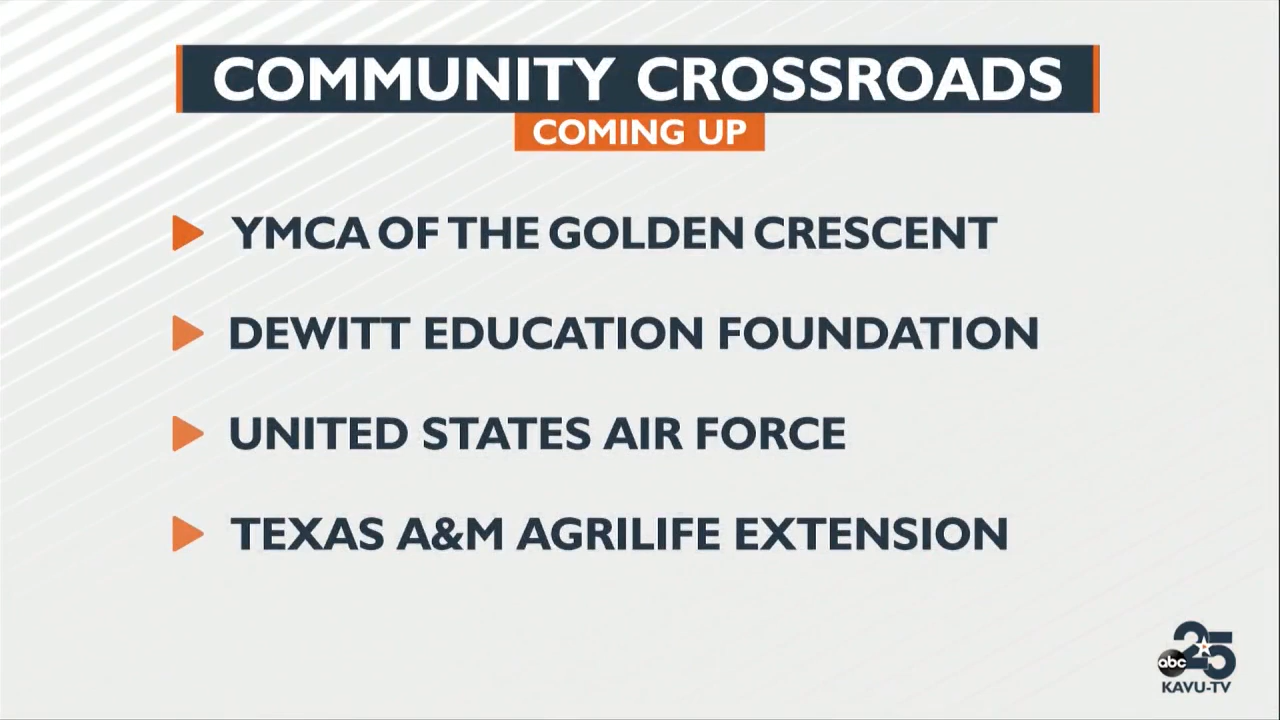 COMMUNITY CROSSROADS
COMING UP
YMCA OF THE GOLDEN CRESCENT
DEWITT EDUCATION FOUNDATION
UNITED STATES AIR FORCE
TEXAS A&M AGRILIFE EXTENSION
abc 25
KAVU-TV